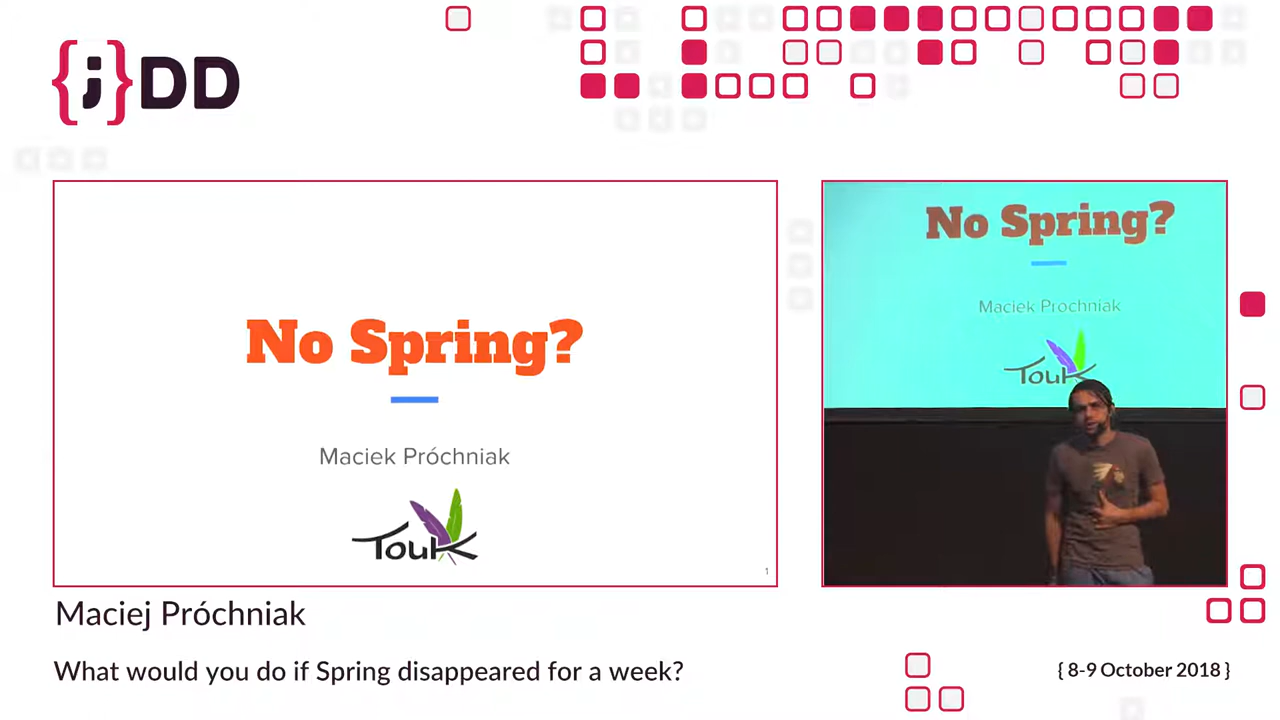 {j}DD
No Spring?
Maciek Próchniak
TouK
1
No Spring?
Maciek Prochniak
TouK
Maciej Próchniak
What would you do if Spring disappeared for a week?
{ 8-9 October 2018 }